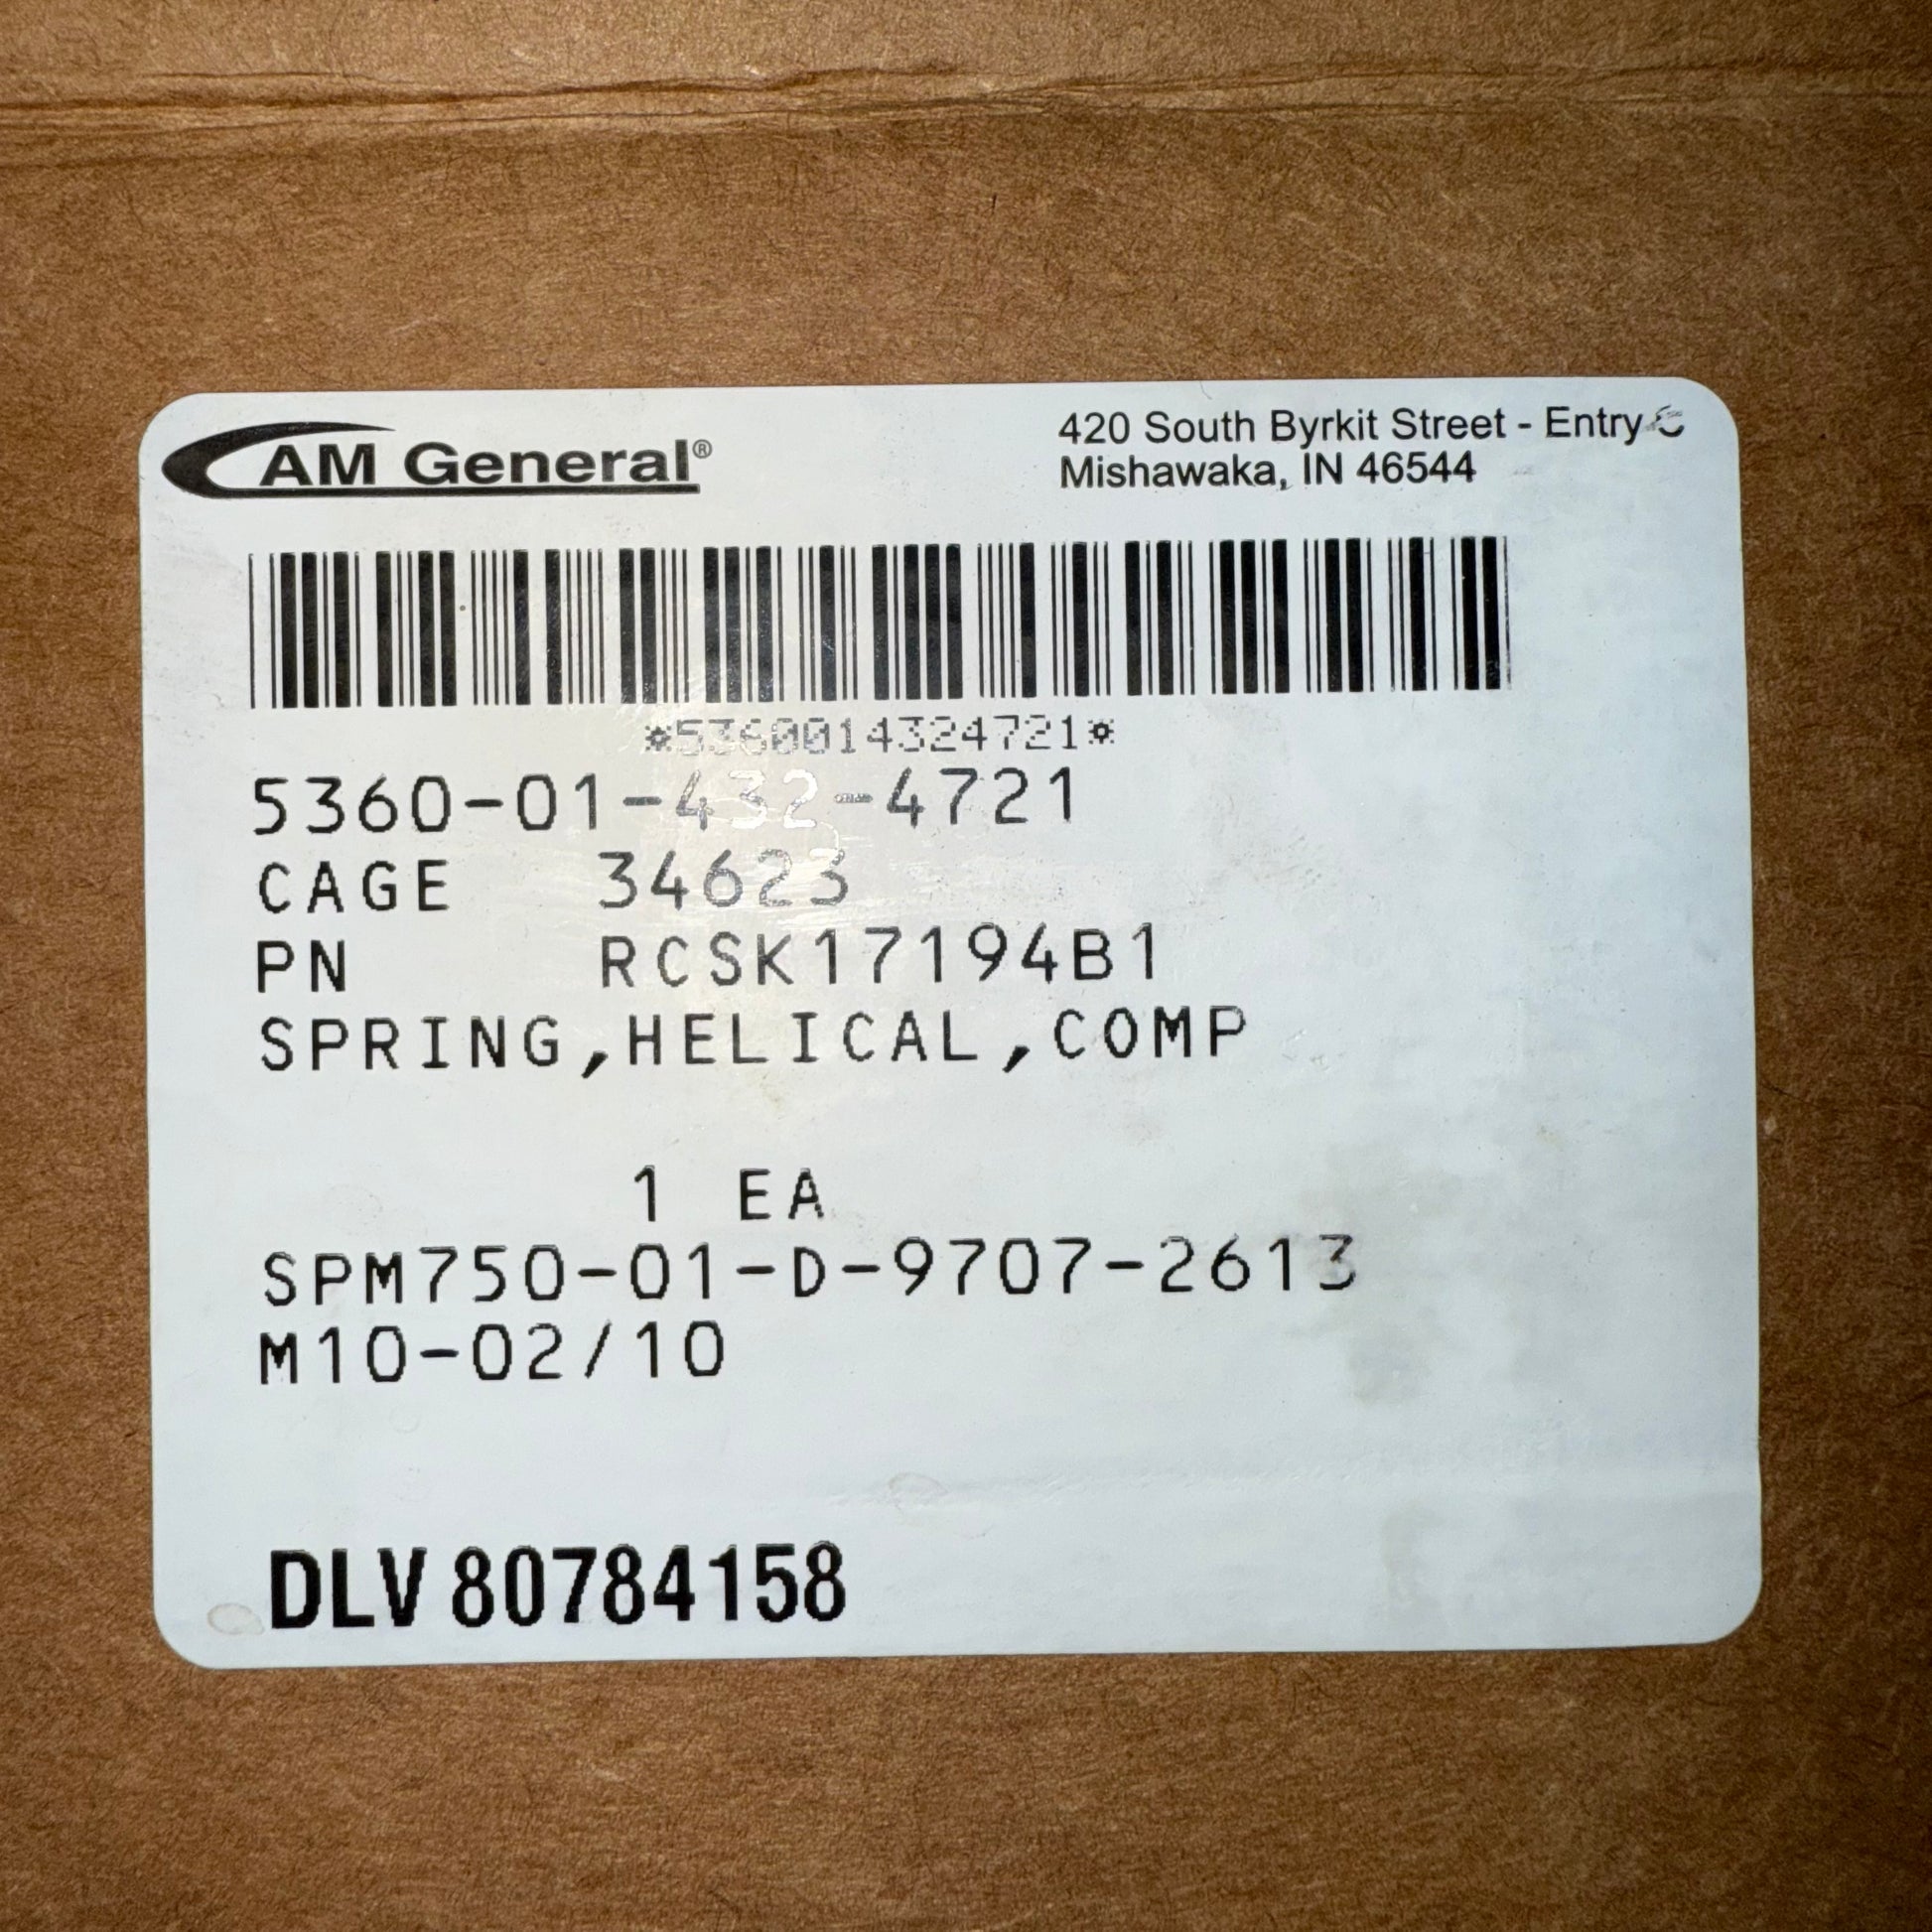 AM General®
420 South Byrkit Street - Entry C
Mishawaka, IN 46544
*5360014324721*
5360-01-432-4721
CAGE 34623
PN RCSK17194B1
SPRING,HELICAL,COMP
1 EA
SPM750-01-D-9707-2613
M10-02/10
DLV 80784158